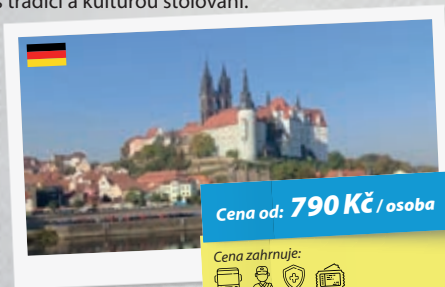 s tradicí a kulturou stolování.
Cena od: 790 Kč / osoba
Cena zahrnuje: